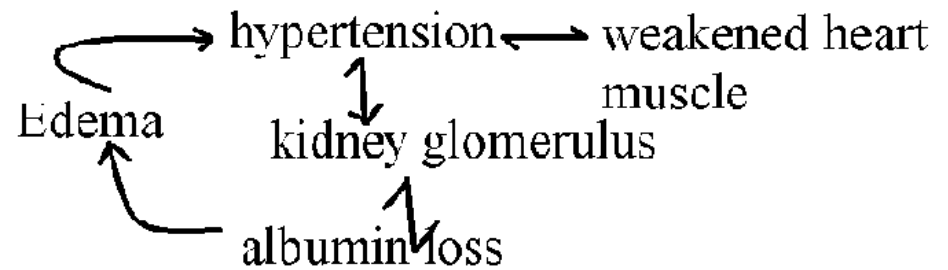 hypertension
weakened heart
muscle
Edema
kidney glomerulus
albumin loss